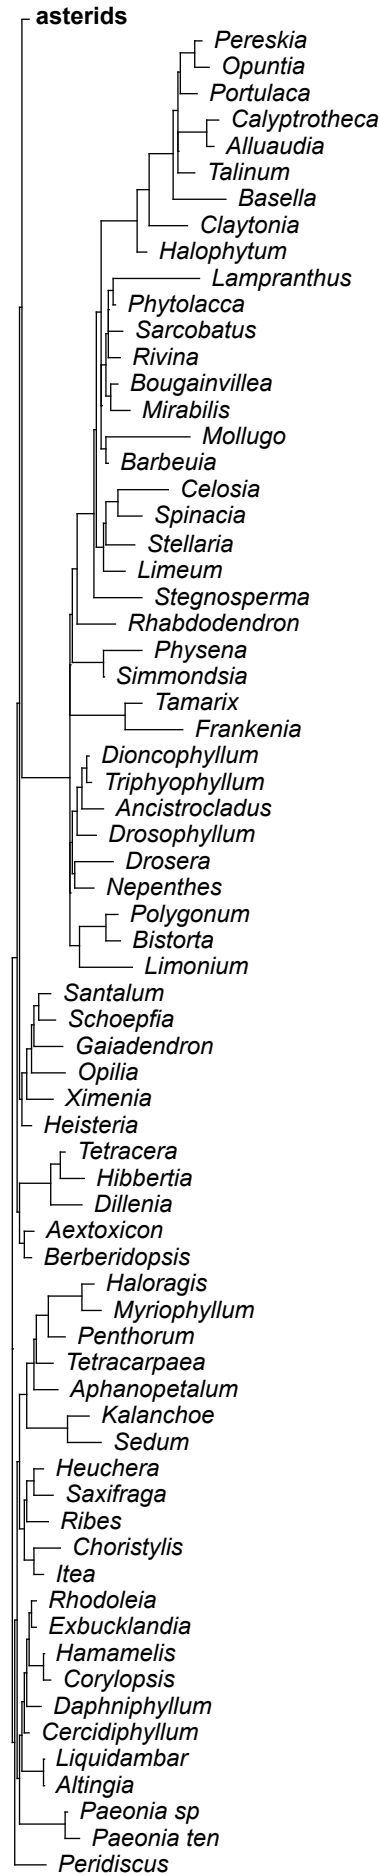 asterids
Pereskia
Opuntia
Portulaca
Calyptrotheca
Alluaudia
Talinum
Basella
Claytonia
Halophytum
Lampranthus
Phytolacca
Sarcobatus
Rivina
Bougainvillea
Mirabilis
Mollugo
Barbeuia
Celosia
Spinacia
Stellaria
Limeum
Stegnosperma
Rhabdodendron
Physena
Simmondsia
Tamarix
Frankenia
Dioncophyllum
Triphyophyllum
Ancistrocladus
Drosophyllum
Drosera
Nepenthes
Polygonum
Bistorta
Limonium
Santalum
Schoepfia
Gaiadendron
Opilia
Ximenia
Heisteria
Tetracera
Hibbertia
Dillenia
Aextoxicon
Berberidopsis
Haloragis
Myriophyllum
Penthorum
Tetracarpaea
Aphanopetalum
Kalanchoe
Sedum
Heuchera
Saxifraga
Ribes
Choristylis
Itea
Rhodoleia
Exbucklandia
Hamamelis
Corylopsis
Daphniphyllum
Cercidiphyllum
Liquidambar
Altingia
Paeonia sp
Paeonia ten
Peridiscus